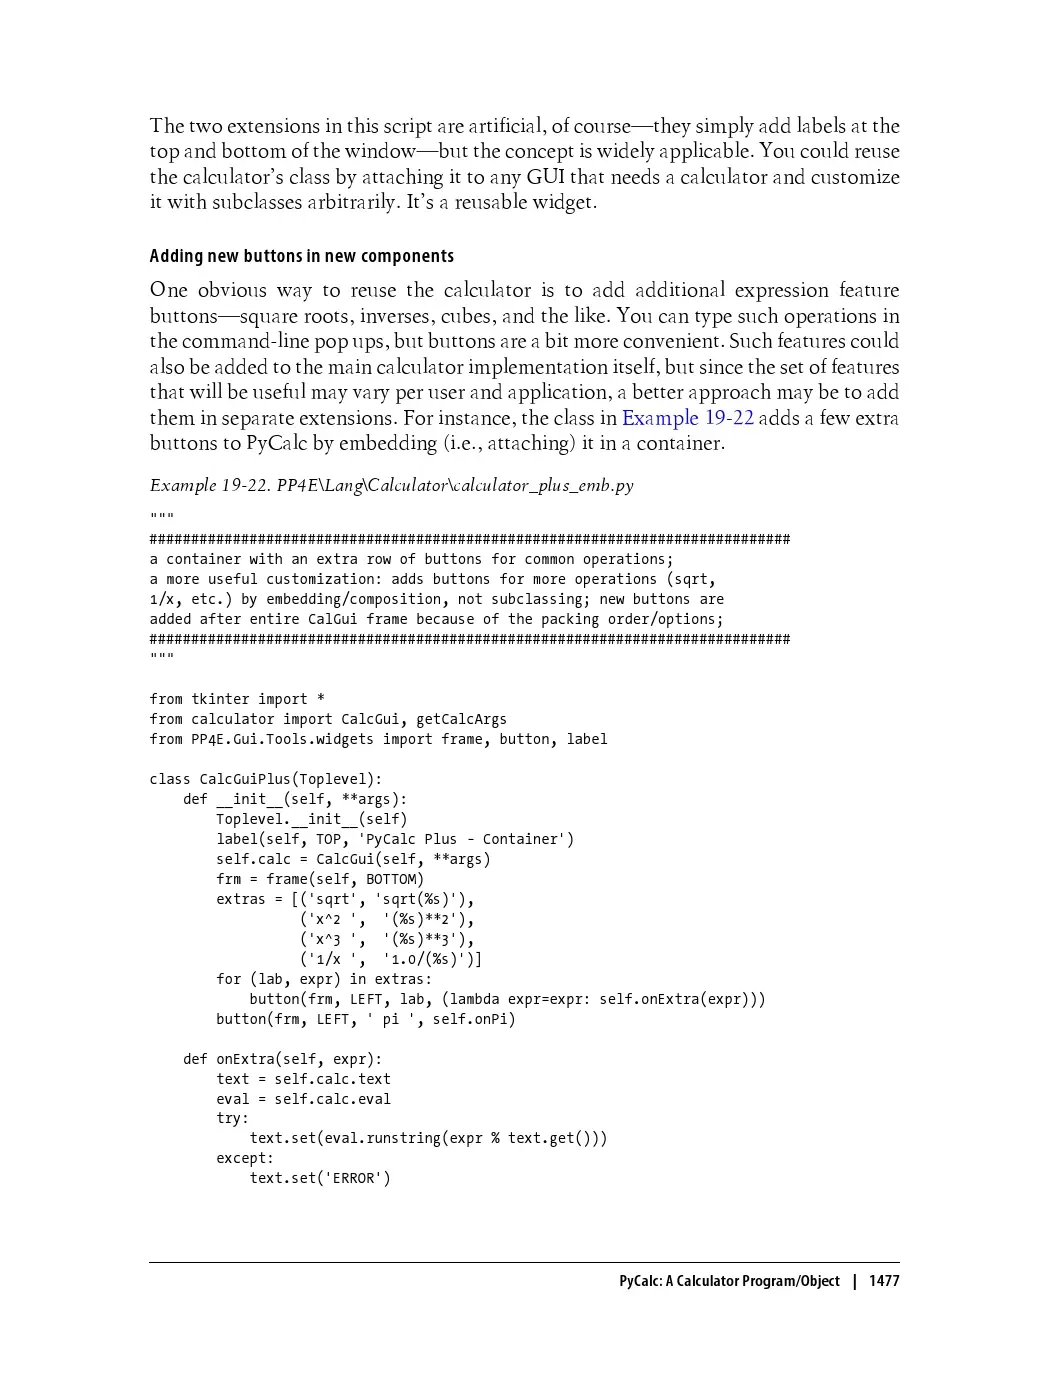 The two extensions in this script are artificial, of course—they simply add labels at the
top and bottom of the window—but the concept is widely applicable. You could reuse
the calculator’s class by attaching it to any GUI that needs a calculator and customize
it with subclasses arbitrarily. It’s a reusable widget.
Adding new buttons in new components
One obvious way to reuse the calculator is to add additional expression feature
buttons—square roots, inverses, cubes, and the like. You can type such operations in
the command-line pop ups, but buttons are a bit more convenient. Such features could
also be added to the main calculator implementation itself, but since the set of features
that will be useful may vary per user and application, a better approach may be to add
them in separate extensions. For instance, the class in Example 19-22 adds a few extra
buttons to PyCalc by embedding (i.e., attaching) it in a container.
Example 19-22. PP4E\Lang\Calculator\calculator_plus_emb.py
"""
#############################################################################
a container with an extra row of buttons for common operations;
a more useful customization: adds buttons for more operations (sqrt,
1/x, etc.) by embedding/composition, not subclassing; new buttons are
added after entire CalGui frame because of the packing order/options;
#############################################################################
"""
from tkinter import *
from calculator import CalcGui, getCalcArgs
from PP4E.Gui.Tools.widgets import frame, button, label
class CalcGuiPlus(Toplevel):
    def __init__(self, **args):
        Toplevel.__init__(self)
        label(self, TOP, 'PyCalc Plus - Container')
        self.calc = CalcGui(self, **args)
        frm = frame(self, BOTTOM)
        extras = [('sqrt', 'sqrt(%s)'),
                  ('x^2 ',  '(%s)**2'),
                  ('x^3 ',  '(%s)**3'),
                  ('1/x ',  '1.0/(%s)')]
        for (lab, expr) in extras:
            button(frm, LEFT, lab, (lambda expr=expr: self.onExtra(expr)))
        button(frm, LEFT, ' pi ', self.onPi)
    def onExtra(self, expr):
        text = self.calc.text
        eval = self.calc.eval
        try:
            text.set(eval.runstring(expr % text.get()))
        except:
            text.set('ERROR')
PyCalc: A Calculator Program/Object | 1477